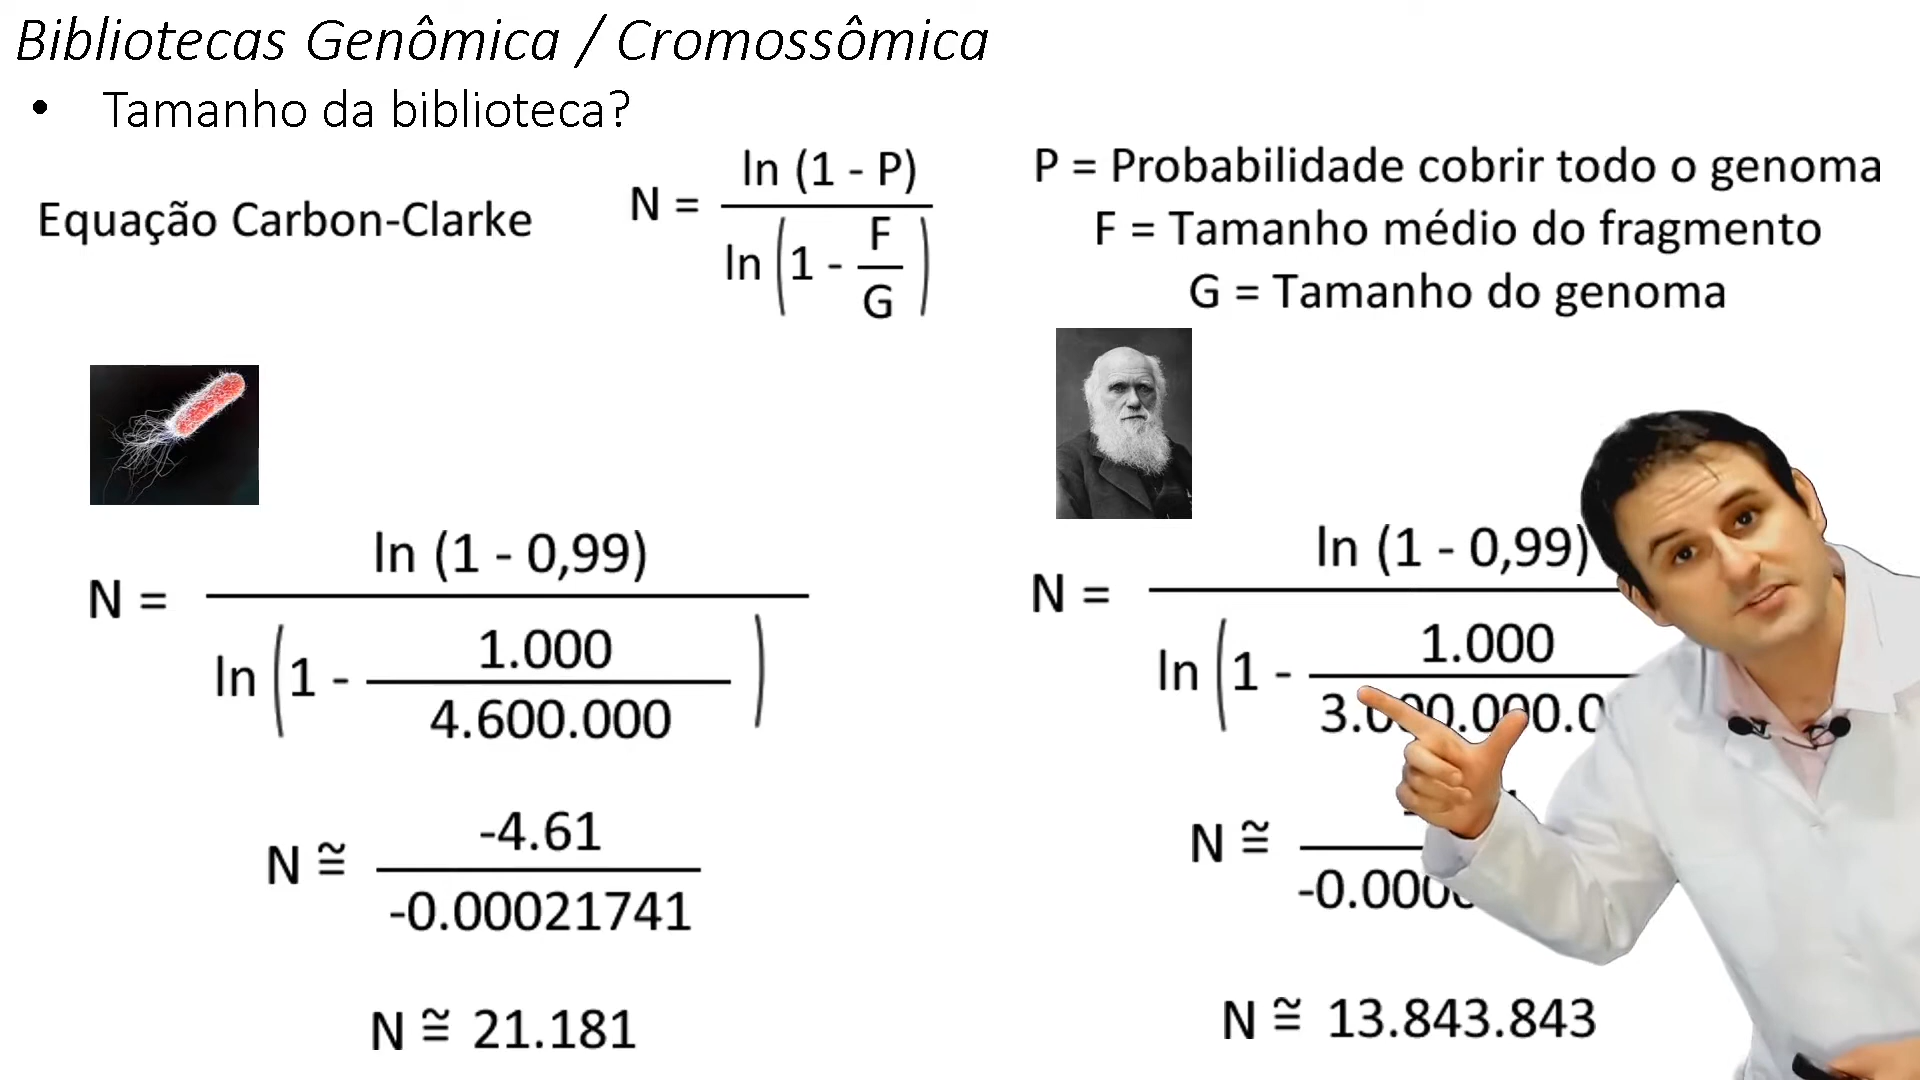 Bibliotecas Genômica / Cromossômica
• Tamanho da biblioteca?
Equação Carbon-Clarke
N = ln (1 - P)
ln (1 - F
G )
P = Probabilidade cobrir todo o genoma
F = Tamanho médio do fragmento
G = Tamanho do genoma
N = ln (1 - 0,99)
ln (1 - 1.000
4.600.000 )
N ≅ -4.61
-0.00021741
N ≅ 21.181
N = ln (1 - 0,99)
ln (1 - 1.000
N ≅
N ≅ 13.843.843